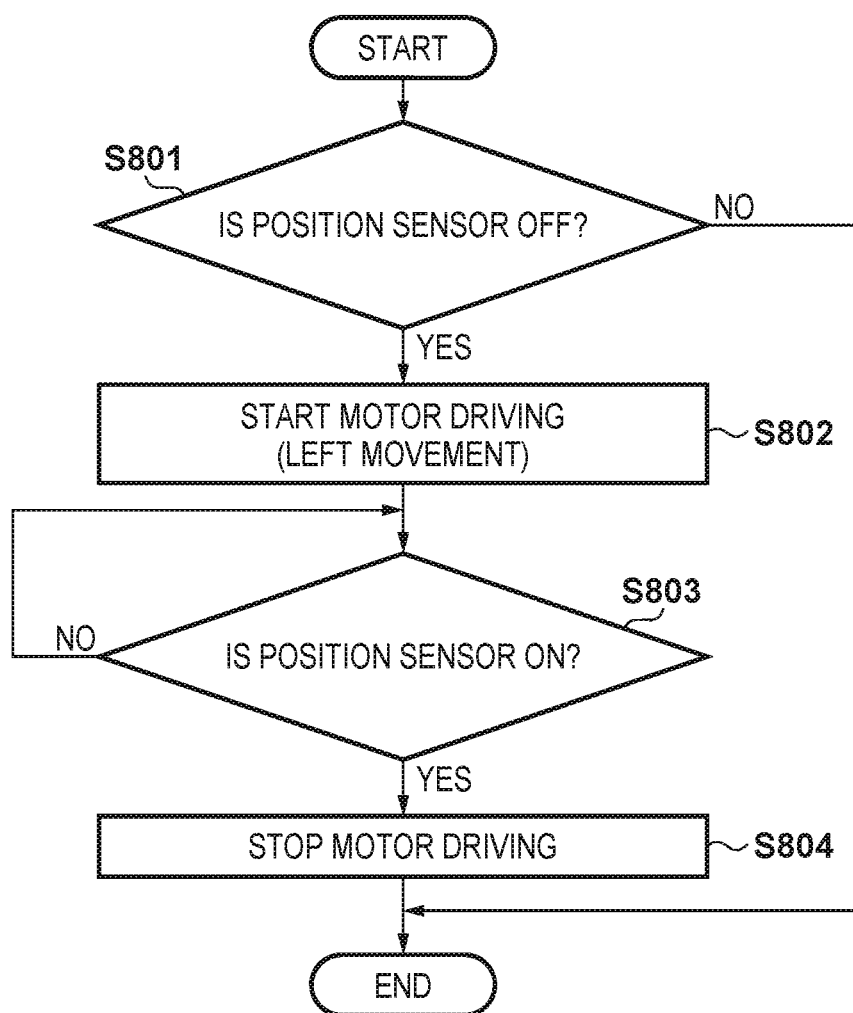 START
S801
IS POSITION SENSOR OFF?
NO
YES
START MOTOR DRIVING
(LEFT MOVEMENT)
S802
S803
IS POSITION SENSOR ON?
NO
YES
STOP MOTOR DRIVING
S804
END